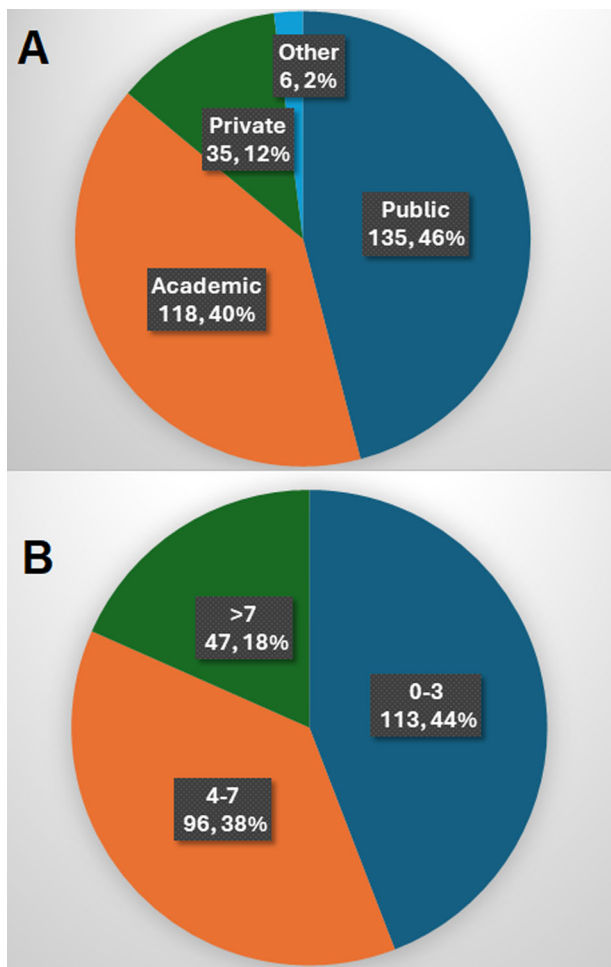 A
Other
6, 2%
Private
35, 12%
Public
135, 46%
Academic
118, 40%
B
>7
47, 18%
0-3
113, 44%
4-7
96, 38%